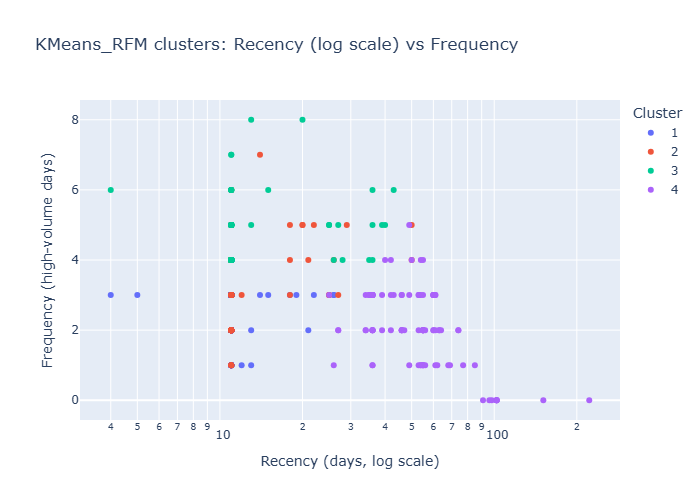 KMeans_RFM clusters: Recency (log scale) vs Frequency
Cluster
1
2
3
4
8
6
4
2
0
Frequency (high-volume days)
4 5 6 7 8 9 10 2 3 4 5 6 7 8 9 100 2
Recency (days, log scale)